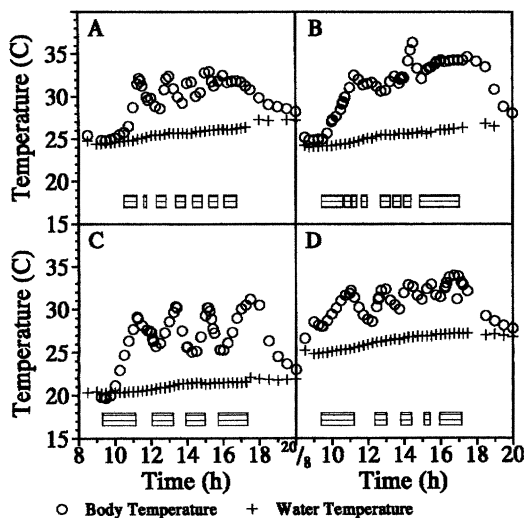 A
B
Temperature (C)
35
30
25
20
15
C
D
Temperature (C)
35
30
25
20
15
8 10 12 14 16 18 20/8 10 12 14 16 18 20
Time (h) Time (h)
○ Body Temperature + Water Temperature